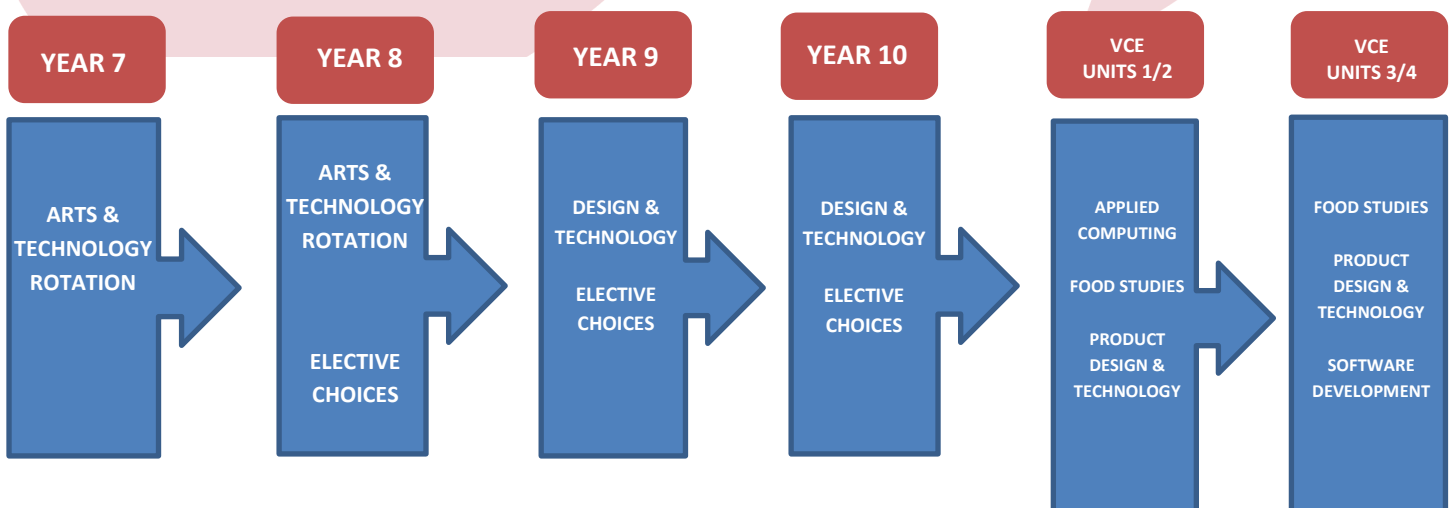 YEAR 7
ARTS &
TECHNOLOGY
ROTATION
YEAR 8
ARTS &
TECHNOLOGY
ROTATION
ELECTIVE
CHOICES
YEAR 9
DESIGN &
TECHNOLOGY
ELECTIVE
CHOICES
YEAR 10
DESIGN &
TECHNOLOGY
ELECTIVE
CHOICES
VCE
UNITS 1/2
APPLIED
COMPUTING
FOOD STUDIES
PRODUCT
DESIGN &
TECHNOLOGY
VCE
UNITS 3/4
FOOD STUDIES
PRODUCT
DESIGN &
TECHNOLOGY
SOFTWARE
DEVELOPMENT